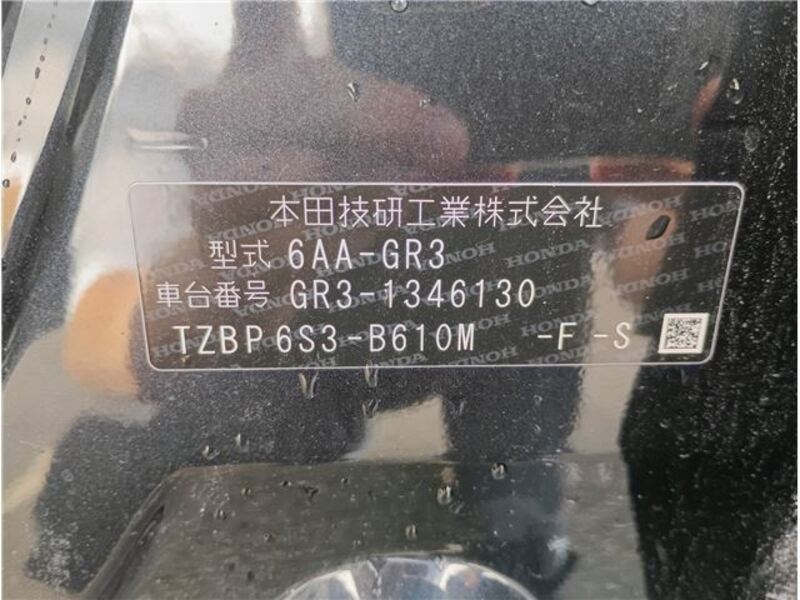 本田技研工業株式会社
型式 6AA-GR3
車台番号 GR3-1346130
TZBP6S3-B610M -F -S